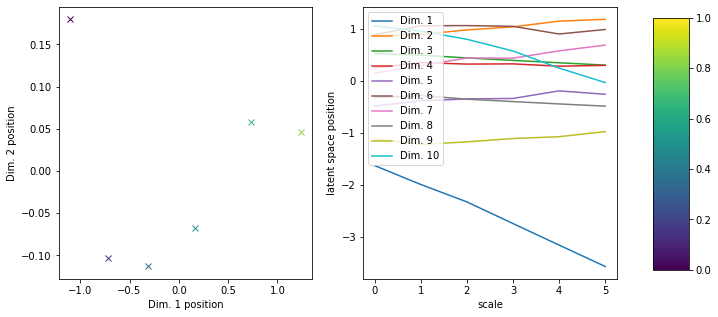 0.15
0.10
0.05
0.00
−0.05
−0.10
Dim. 2 position
−1.0
−0.5
0.0
0.5
1.0
Dim. 1 position
1
0
−1
−2
−3
latent space position
Dim. 1
Dim. 2
Dim. 3
Dim. 4
Dim. 5
Dim. 6
Dim. 7
Dim. 8
Dim. 9
Dim. 10
0
1
2
3
4
5
scale
1.0
0.8
0.6
0.4
0.2
0.0